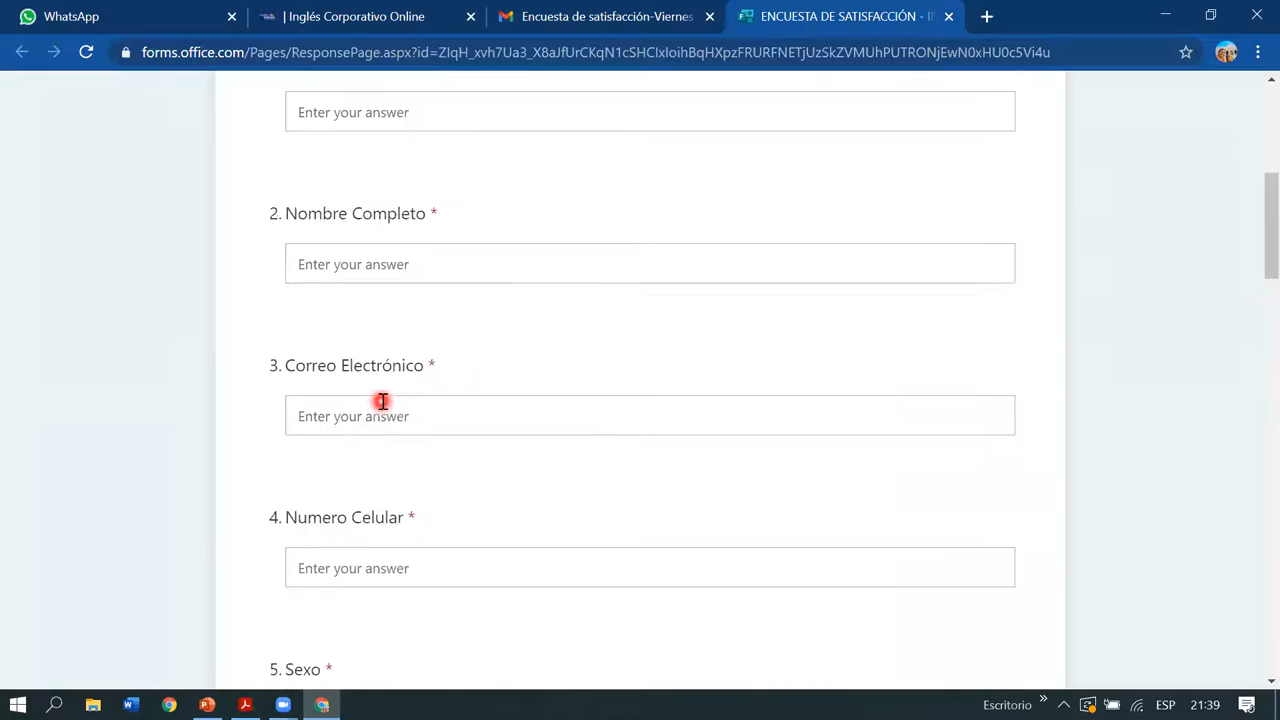 WhatsApp
| Inglés Corporativo Online
Encuesta de satisfacción-Viernes
ENCUESTA DE SATISFACCIÓN - I
forms.office.com/Pages/ResponsePage.aspx?id=ZIqH_xvh7Ua3_X8aJfUrCKqN1cSHCIxIoihBqHXpzFRURFNETjUzSkZVMUhPUTRONjEwN0xHU0c5Vi4u
Enter your answer
2. Nombre Completo *
Enter your answer
3. Correo Electrónico *
Enter your answer
4. Numero Celular *
Enter your answer
5. Sexo *
Escritorio
ESP
21:39